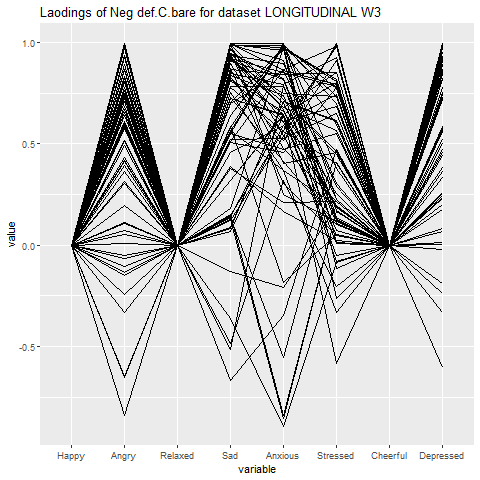 Laodings of Neg def.C.bare for dataset LONGITUDINAL W3
1.0
0.5
0.0
-0.5
value
Happy Angry Relaxed Sad Anxious Stressed Cheerful Depressed
variable